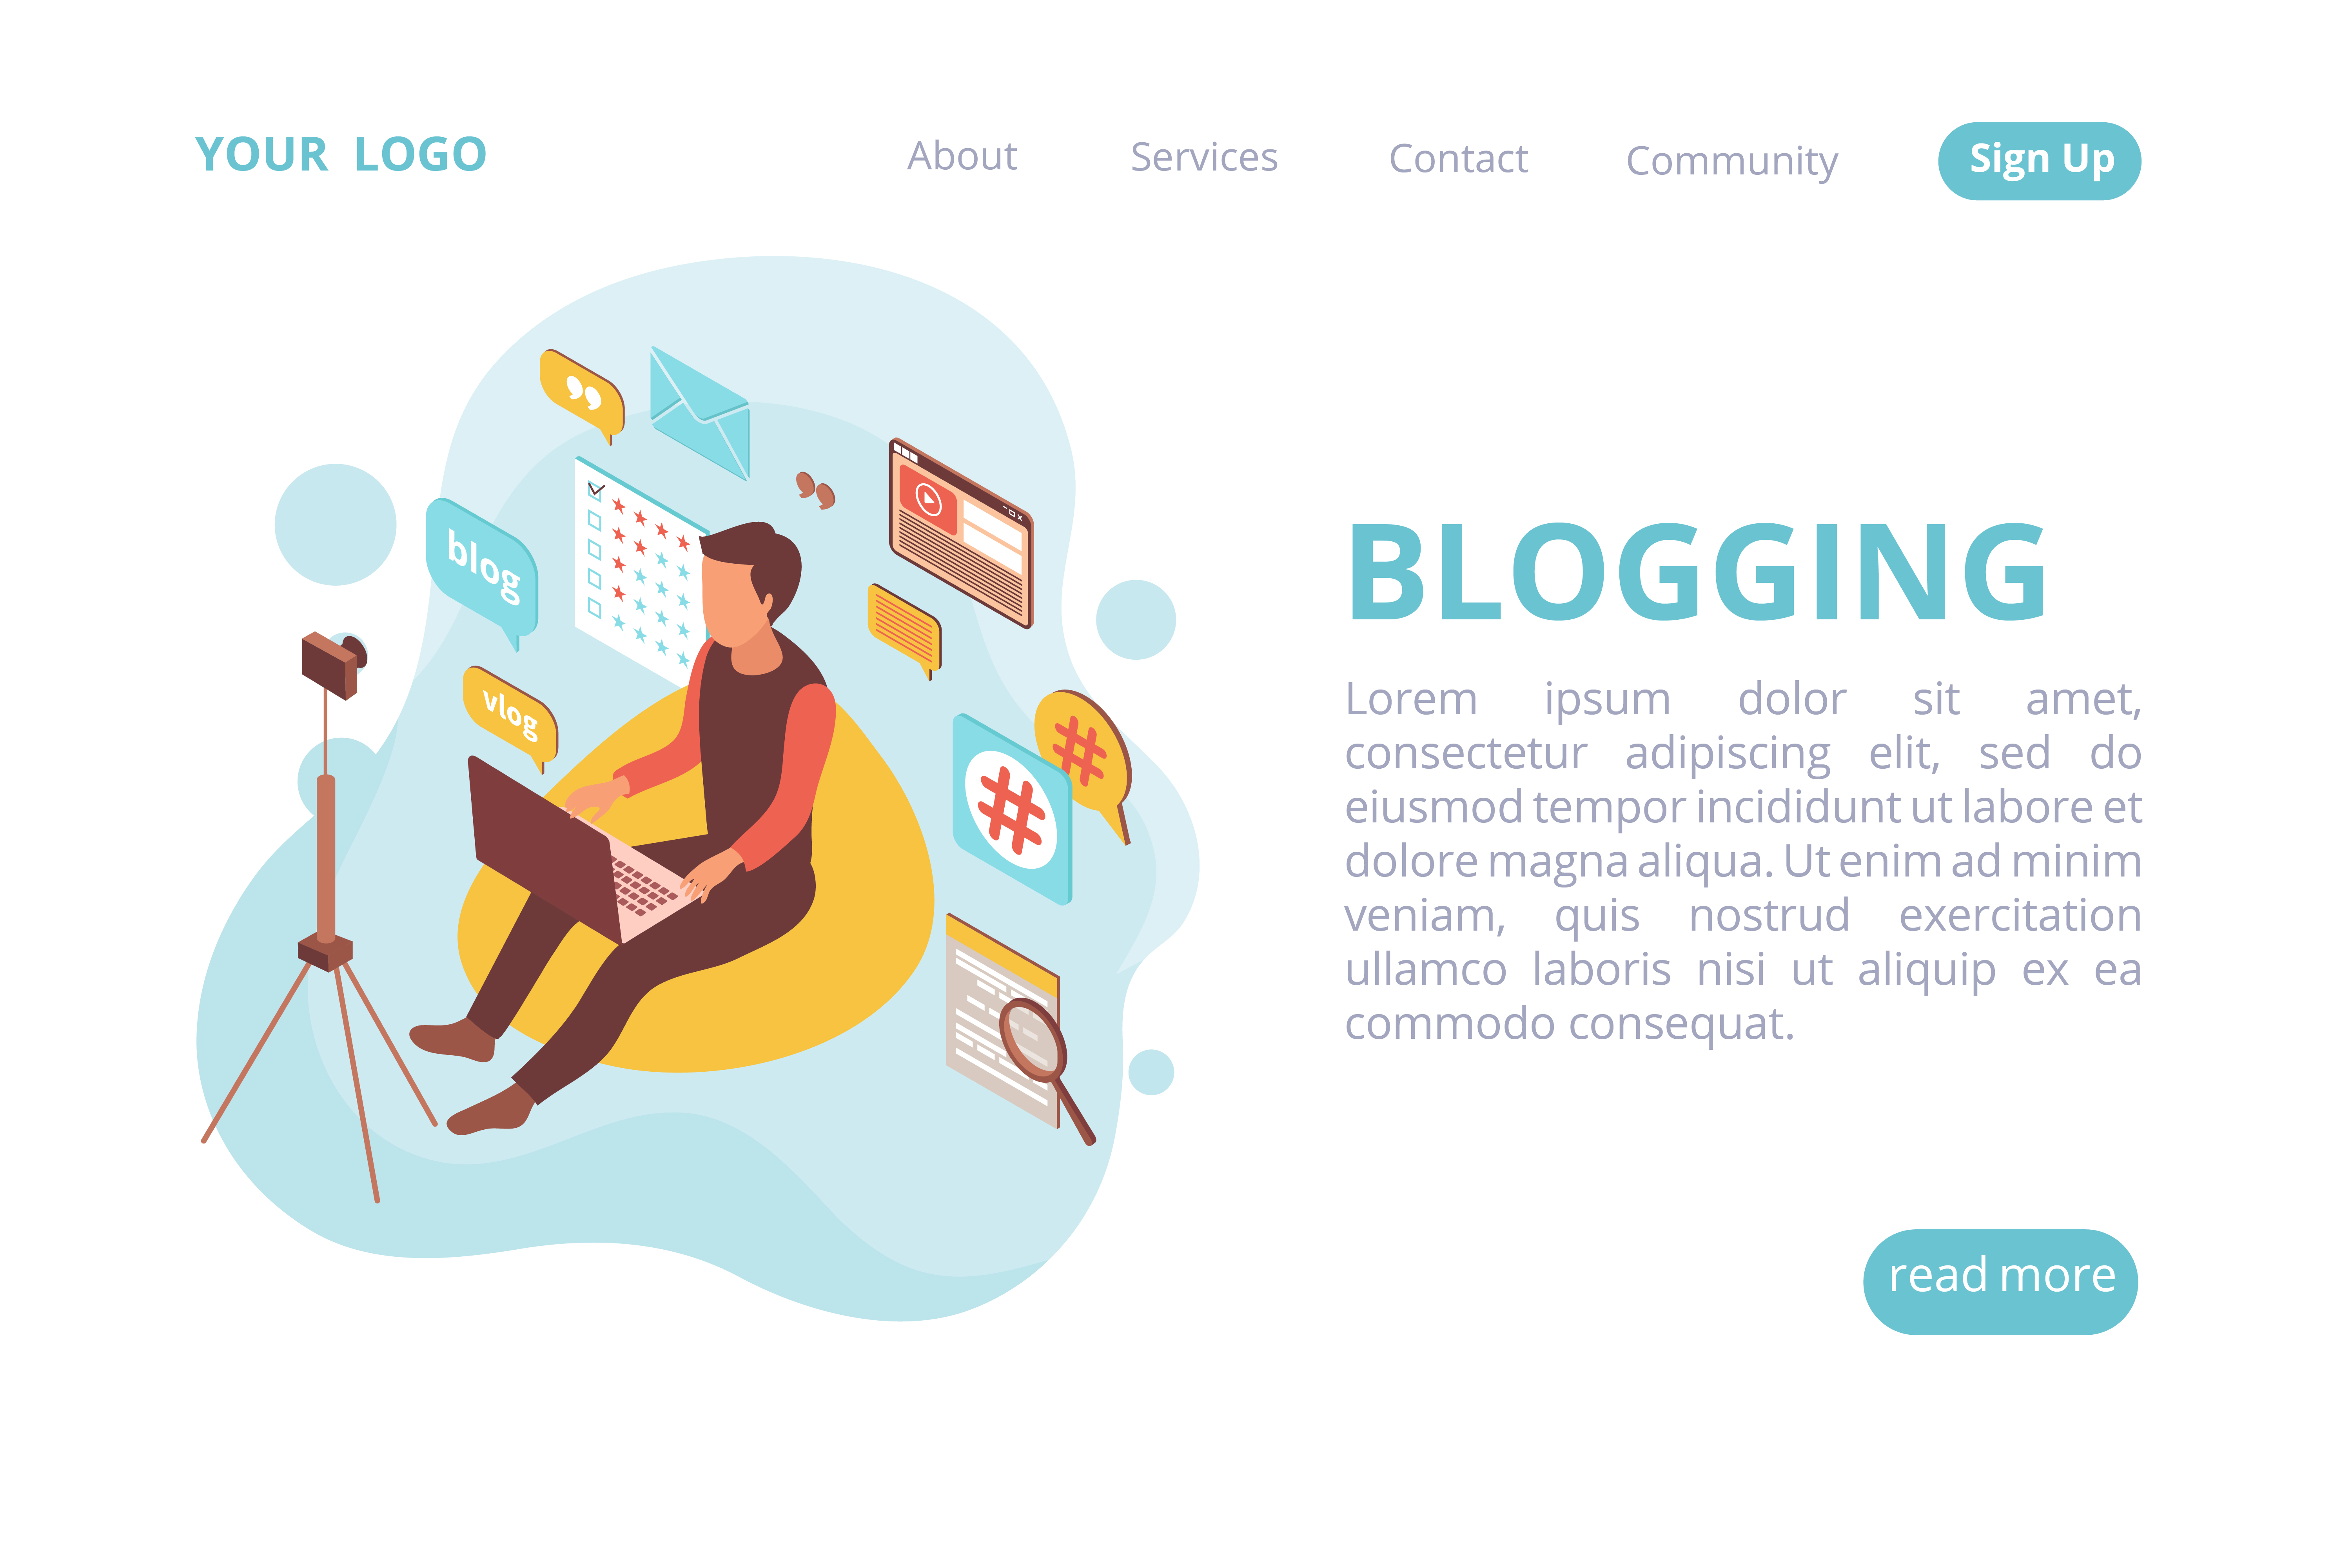 YOUR LOGO
About
Services
Contact
Community
Sign Up
blog
vlog
#
#
BLOGGING
Lorem ipsum dolor sit amet,
consectetur adipiscing elit, sed do
eiusmod tempor incididunt ut labore et
dolore magna aliqua. Ut enim ad minim
veniam, quis nostrud exercitation
ullamco laboris nisi ut aliquip ex ea
commodo consequat.
read more